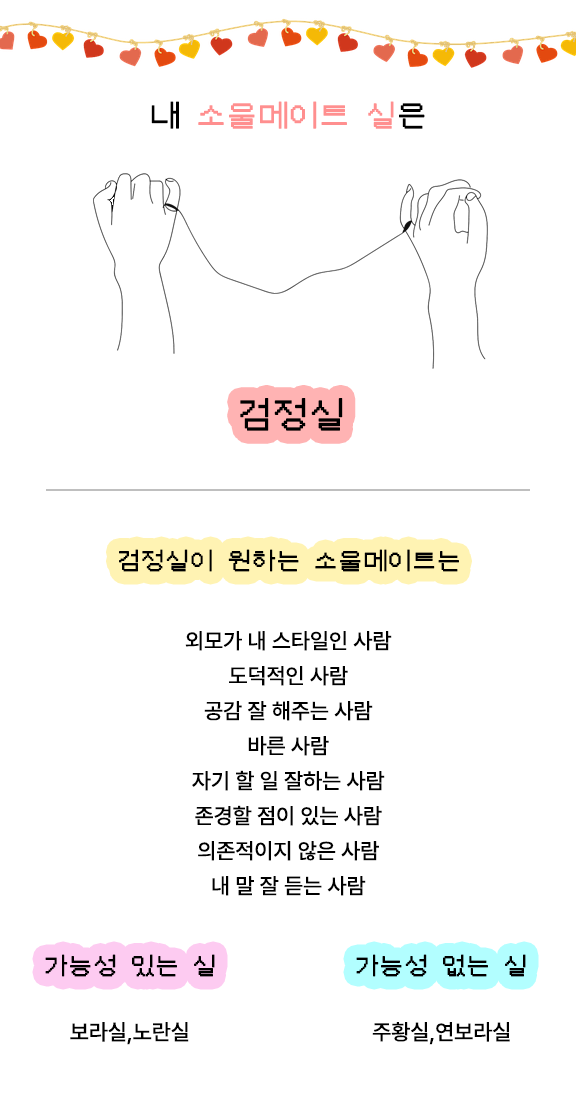 내 소울메이트 실은
검정실
검정실이 원하는 소울메이트는
외모가 내 스타일인 사람
도덕적인 사람
공감 잘 해주는 사람
바른 사람
자기 할 일 잘하는 사람
존경할 점이 있는 사람
의존적이지 않은 사람
내 말 잘 듣는 사람
가능성 있는 실
보라실,노란실
가능성 없는 실
주황실,연보라실